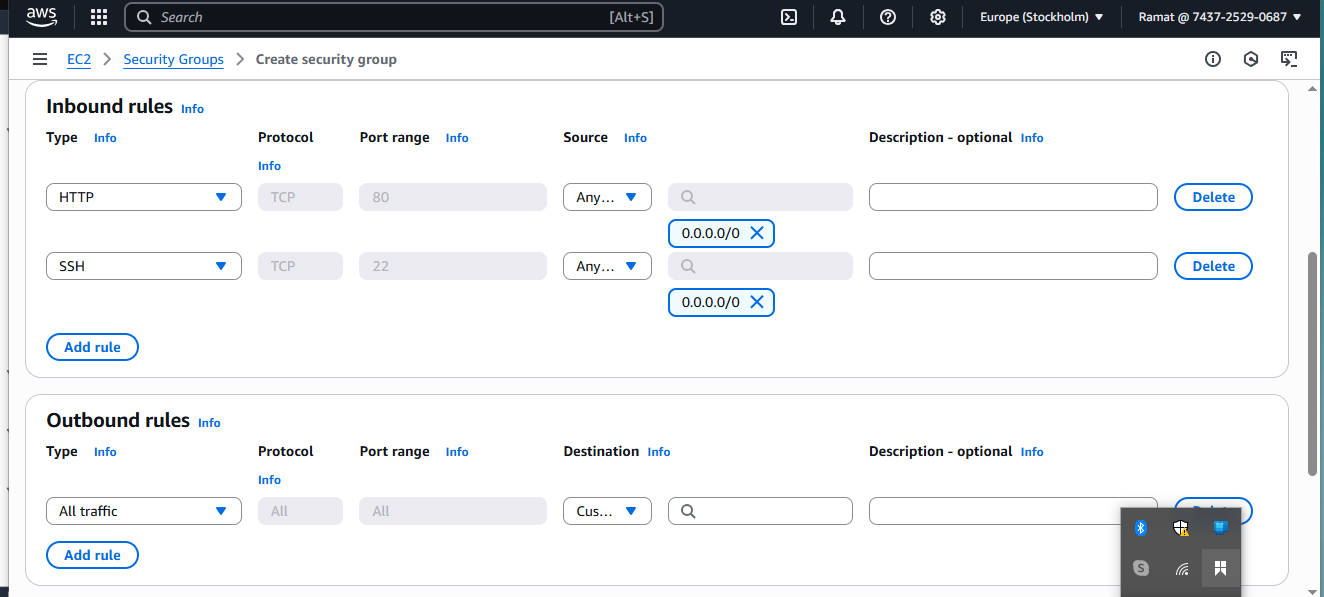 aws
Search [Alt+S] Europe (Stockholm) Ramat @ 7437-2529-0687
EC2 Security Groups Create security group
Inbound rules Info
Type Info Protocol Port range Info Source Info Description - optional Info
Info
HTTP TCP 80 Any... Delete
0.0.0.0/0
SSH TCP 22 Any... Delete
0.0.0.0/0
Add rule
Outbound rules Info
Type Info Protocol Port range Info Destination Info Description - optional Info
Info
All traffic All All Cus...
Add rule